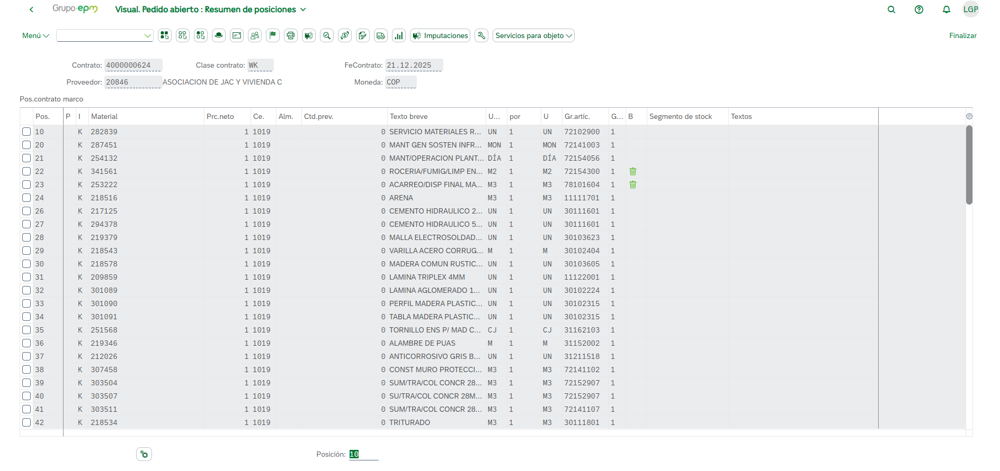 Grupo·epm Visual. Pedido abierto : Resumen de posiciones LGP
Menú Imputaciones Servicios para objeto Finalizar
Contrato: 4000000624 Clase contrato: WK FeContrato: 21.12.2025
Proveedor: 20846 ASOCIACION DE JAC Y VIVIENDA C Moneda: COP
Pos.contrato marco
Pos. P I Material Prc.neto Ce. Alm. Ctd.prev. Texto breve U... por U Gr.artíc. G... B Segmento de stock Textos
10 K 282839 1 1019 0 SERVICIO MATERIALES R... UN 1 UN 72102900 1
20 K 287451 1 1019 0 MANT GEN SOSTEN INFR... MON 1 MON 72141003 1
21 K 254132 1 1019 0 MANT/OPERACION PLANT... DÍA 1 DÍA 72154056 1
22 K 341561 1 1019 0 ROCERIA/FUMIG/LIMP EN... M2 1 M2 72154300 1
23 K 253222 1 1019 0 ACARREO/DISP FINAL MA... M3 1 M3 78101604 1
24 K 218516 1 1019 0 ARENA M3 1 M3 11111701 1
26 K 217125 1 1019 0 CEMENTO HIDRAULICO 2... UN 1 UN 30111601 1
27 K 294378 1 1019 0 CEMENTO HIDRAULICO 5... UN 1 UN 30111601 1
28 K 219379 1 1019 0 MALLA ELECTROSOLDAD... UN 1 UN 30103623 1
29 K 218543 1 1019 0 VARILLA ACERO CORRUG... M 1 M 30102404 1
30 K 218578 1 1019 0 MADERA COMUN RUSTIC... UN 1 UN 30103605 1
31 K 209859 1 1019 0 LAMINA TRIPLEX 4MM UN 1 UN 11122001 1
32 K 301089 1 1019 0 LAMINA AGLOMERADO 1... UN 1 UN 30102224 1
33 K 301090 1 1019 0 PERFIL MADERA PLASTIC... UN 1 UN 30102315 1
34 K 301091 1 1019 0 TABLA MADERA PLASTIC... UN 1 UN 30102315 1
35 K 251568 1 1019 0 TORNILLO ENS P/ MAD C... CJ 1 CJ 31162103 1
36 K 219346 1 1019 0 ALAMBRE DE PUAS M 1 M 31152002 1
37 K 212026 1 1019 0 ANTICORROSIVO GRIS B... UN 1 UN 31211518 1
38 K 307458 1 1019 0 CONST MURO PROTECCI... M3 1 M3 72141102 1
39 K 303504 1 1019 0 SUM/TRA/COL CONCR 28... M3 1 M3 72152907 1
40 K 303507 1 1019 0 SU/TRA/COL CONCR 28M... M3 1 M3 72152907 1
41 K 303511 1 1019 0 SUM/TRA/COL CONCR 28... M3 1 M3 72141107 1
42 K 218534 1 1019 0 TRITURADO M3 1 M3 30111801 1
Posición: 10